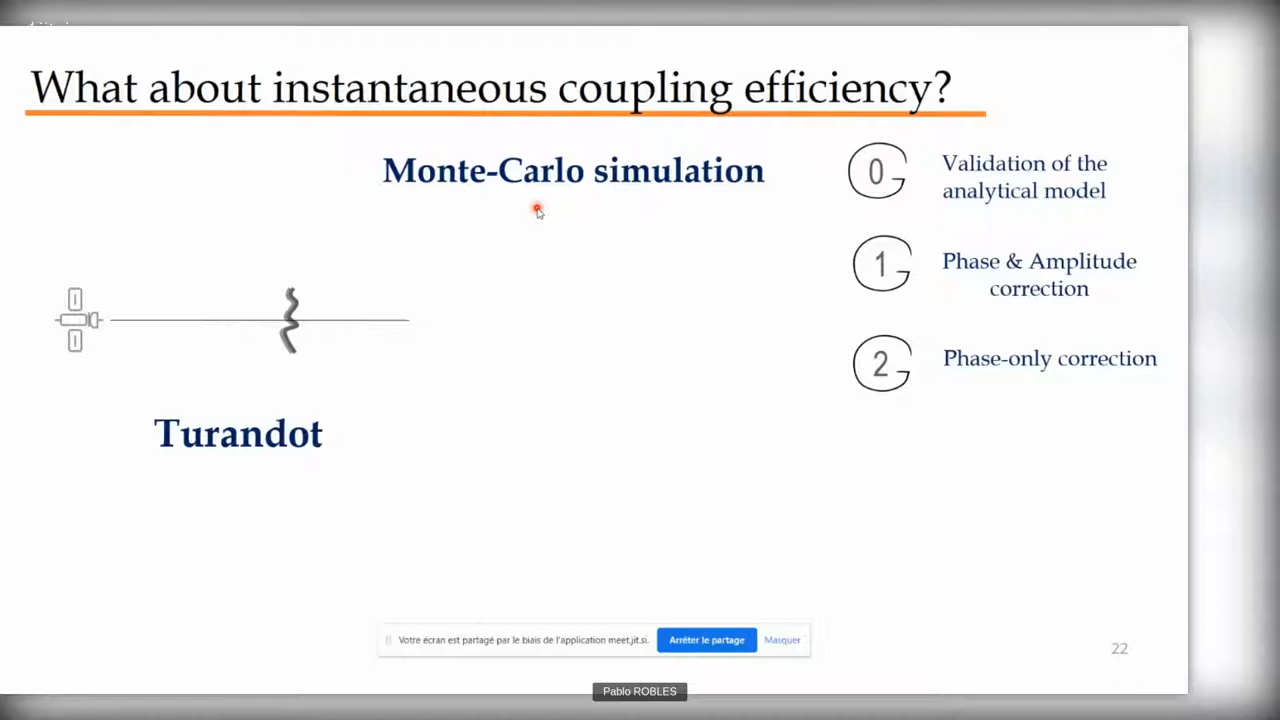 What about instantaneous coupling efficiency?
Monte-Carlo simulation
0
Validation of the
analytical model
1
Phase & Amplitude
correction
2
Phase-only correction
Turandot
Votre écran est partagé par le biais de l'application meet.jit.si.
Arrêter le partage
Masquer
22
Pablo ROBLES